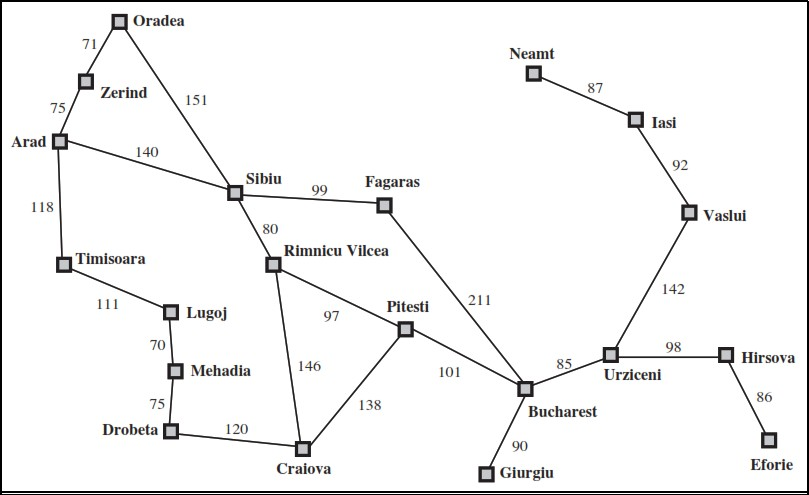 Oradea
71
Neamt
Zerind
87
151
75
Iasi
Arad
140
92
Sibiu
99
Fagaras
118
Vaslui
80
Timisoara
Rimnicu Vilcea
142
111
Lugoj
97
Pitesti
211
70
146
101
98
Mehadia
85
Hirsova
Urziceni
75
138
86
Bucharest
Drobeta
120
90
Craiova
Giurgiu
Eforie